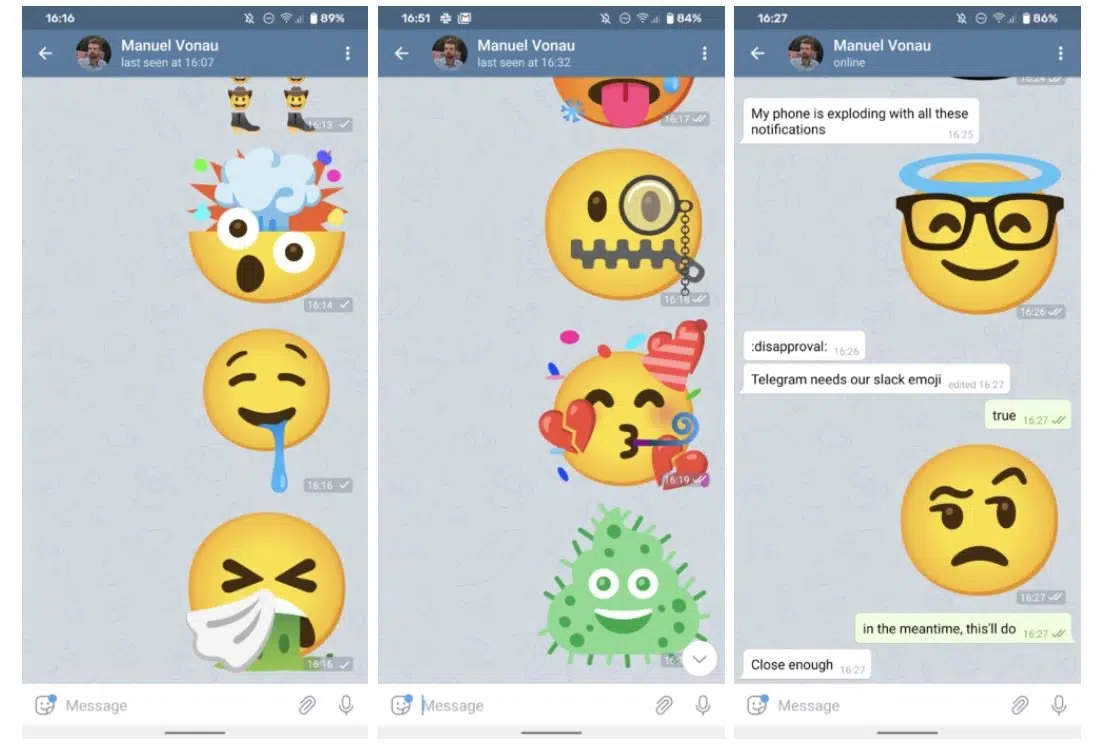 16:16
89%
Manuel Vonau
last seen at 16:07
16:13
16:14
16:16
16:16
Message
16:51
84%
Manuel Vonau
last seen at 16:32
16:17
16:18
16:19
Message
16:27
86%
Manuel Vonau
online
16:24
My phone is exploding with all these
notifications
16:25
16:26
:disapproval: 16:26
Telegram needs our slack emoji edited 16:27
true 16:27
16:27
in the meantime, this'll do 16:27
Close enough 16:27
Message